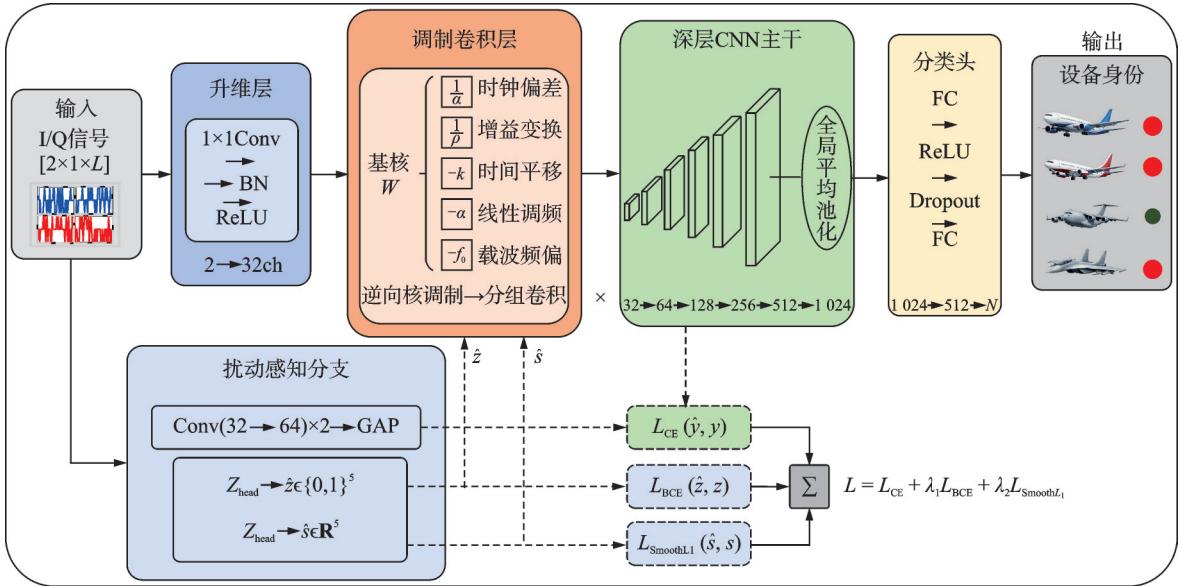 输入
I/Q信号
[2×1×L]
升维层
1×1Conv
BN
ReLU
2→32ch
调制卷积层
基核
W
1/α 时钟偏差
1/ρ 增益变换
-k 时间平移
-α 线性调频
-f₀ 载波频偏
逆向核调制→分组卷积
×
深层CNN主干
全局平均池化
32→64→128→256→512→1 024
分类头
FC
ReLU
Dropout
FC
1 024→512→N
输出
设备身份
扰动感知分支
Conv(32→64)×2→GAP
Z_head→ẑϵ{0,1}⁵
Z_head→ŝϵR⁵
ẑ
ŝ
L_CE (ŷ, y)
L_BCE (ẑ, z)
L_SmoothL1 (ŝ, s)
Σ
L = L_CE + λ₁L_BCE + λ₂L_SmoothL₁